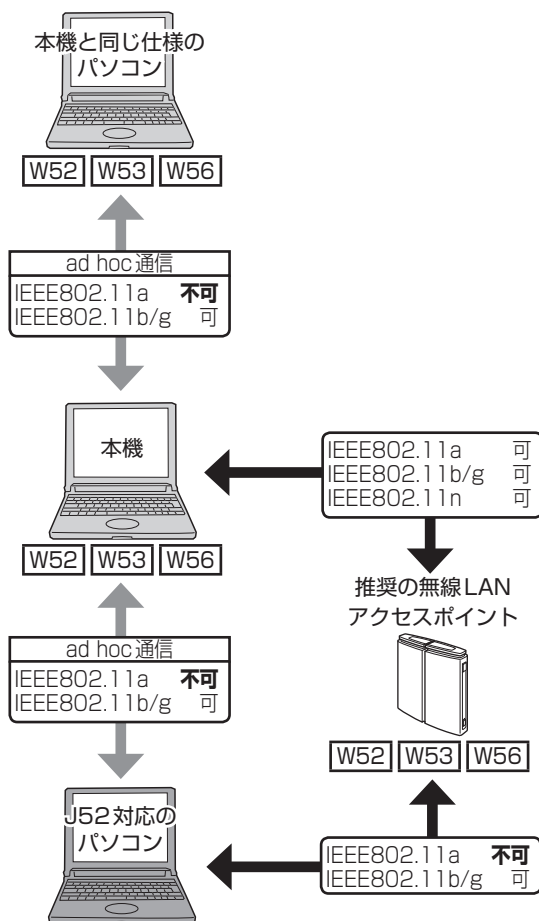 本機と同じ仕様の
パソコン
W52 W53 W56
ad hoc通信
IEEE802.11a 不可
IEEE802.11b/g 可
本機
W52 W53 W56
IEEE802.11a 可
IEEE802.11b/g 可
IEEE802.11n 可
推奨の無線LAN
アクセスポイント
W52 W53 W56
ad hoc通信
IEEE802.11a 不可
IEEE802.11b/g 可
J52対応の
パソコン
IEEE802.11a 不可
IEEE802.11b/g 可